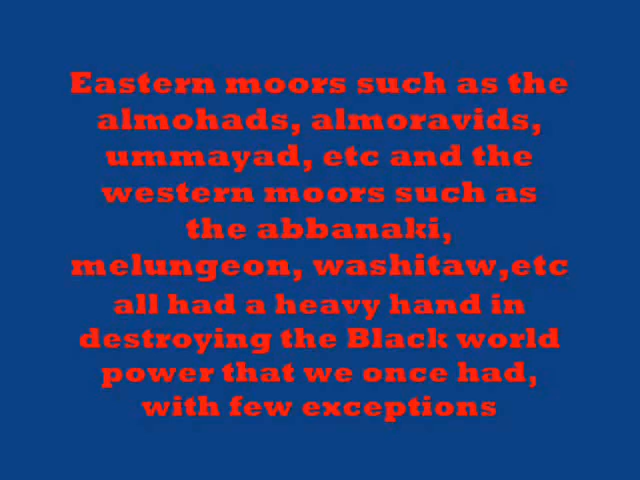 Eastern moors such as the
almohads, almoravids,
ummayad, etc and the
western moors such as
the abbanaki,
melungeon, washitaw,etc
all had a heavy hand in
destroying the Black world
power that we once had,
with few exceptions